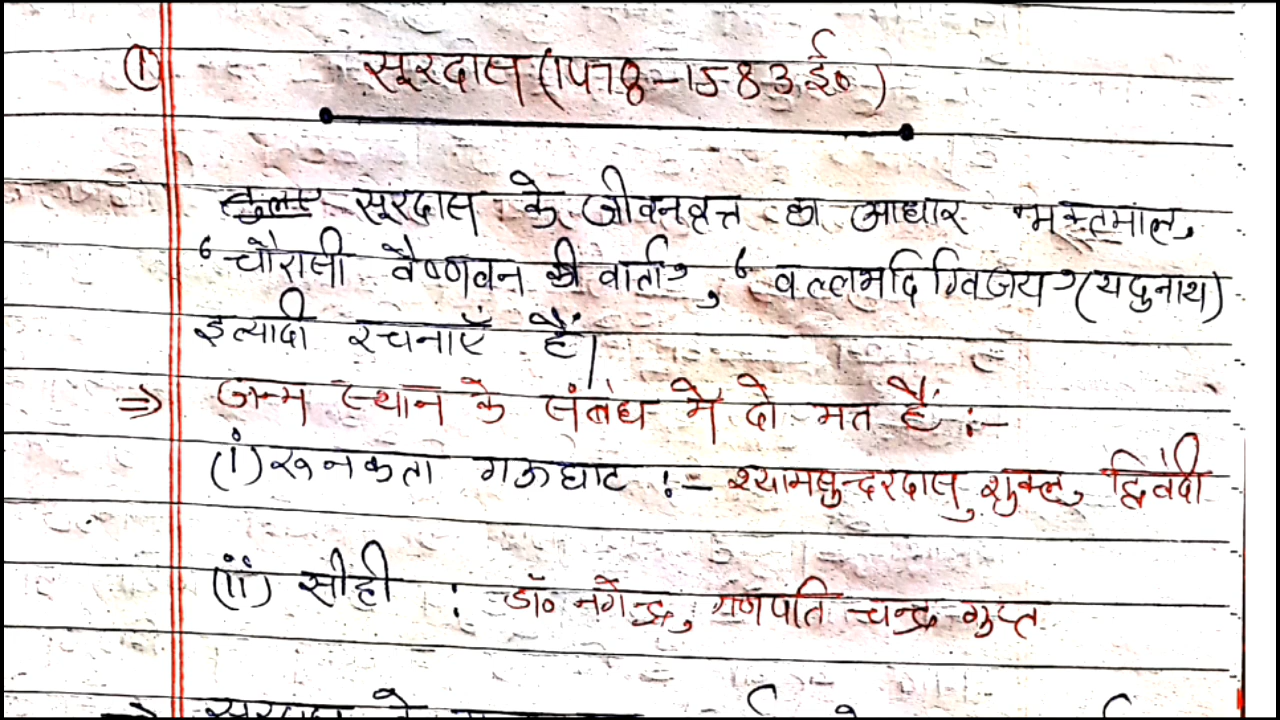 ① सूरदास (1478-1583 ई०)
सूरदास के जीवनवृत्त का आधार भक्तमाल,
'चौरासी वैष्णवन की वार्ता', 'वल्लभदिग्विजय' (यदुनाथ)
इत्यादी रचनाएँ हैं।
⇒ जन्म स्थान के संबंध में दो मत हैं :-
(i) रूनकता गऊघाट :- श्यामसुन्दरदास, शुक्ल, द्विवेदी
(ii) सीही : डॉ० नगेन्द्र, गणपति चन्द्र गुप्त